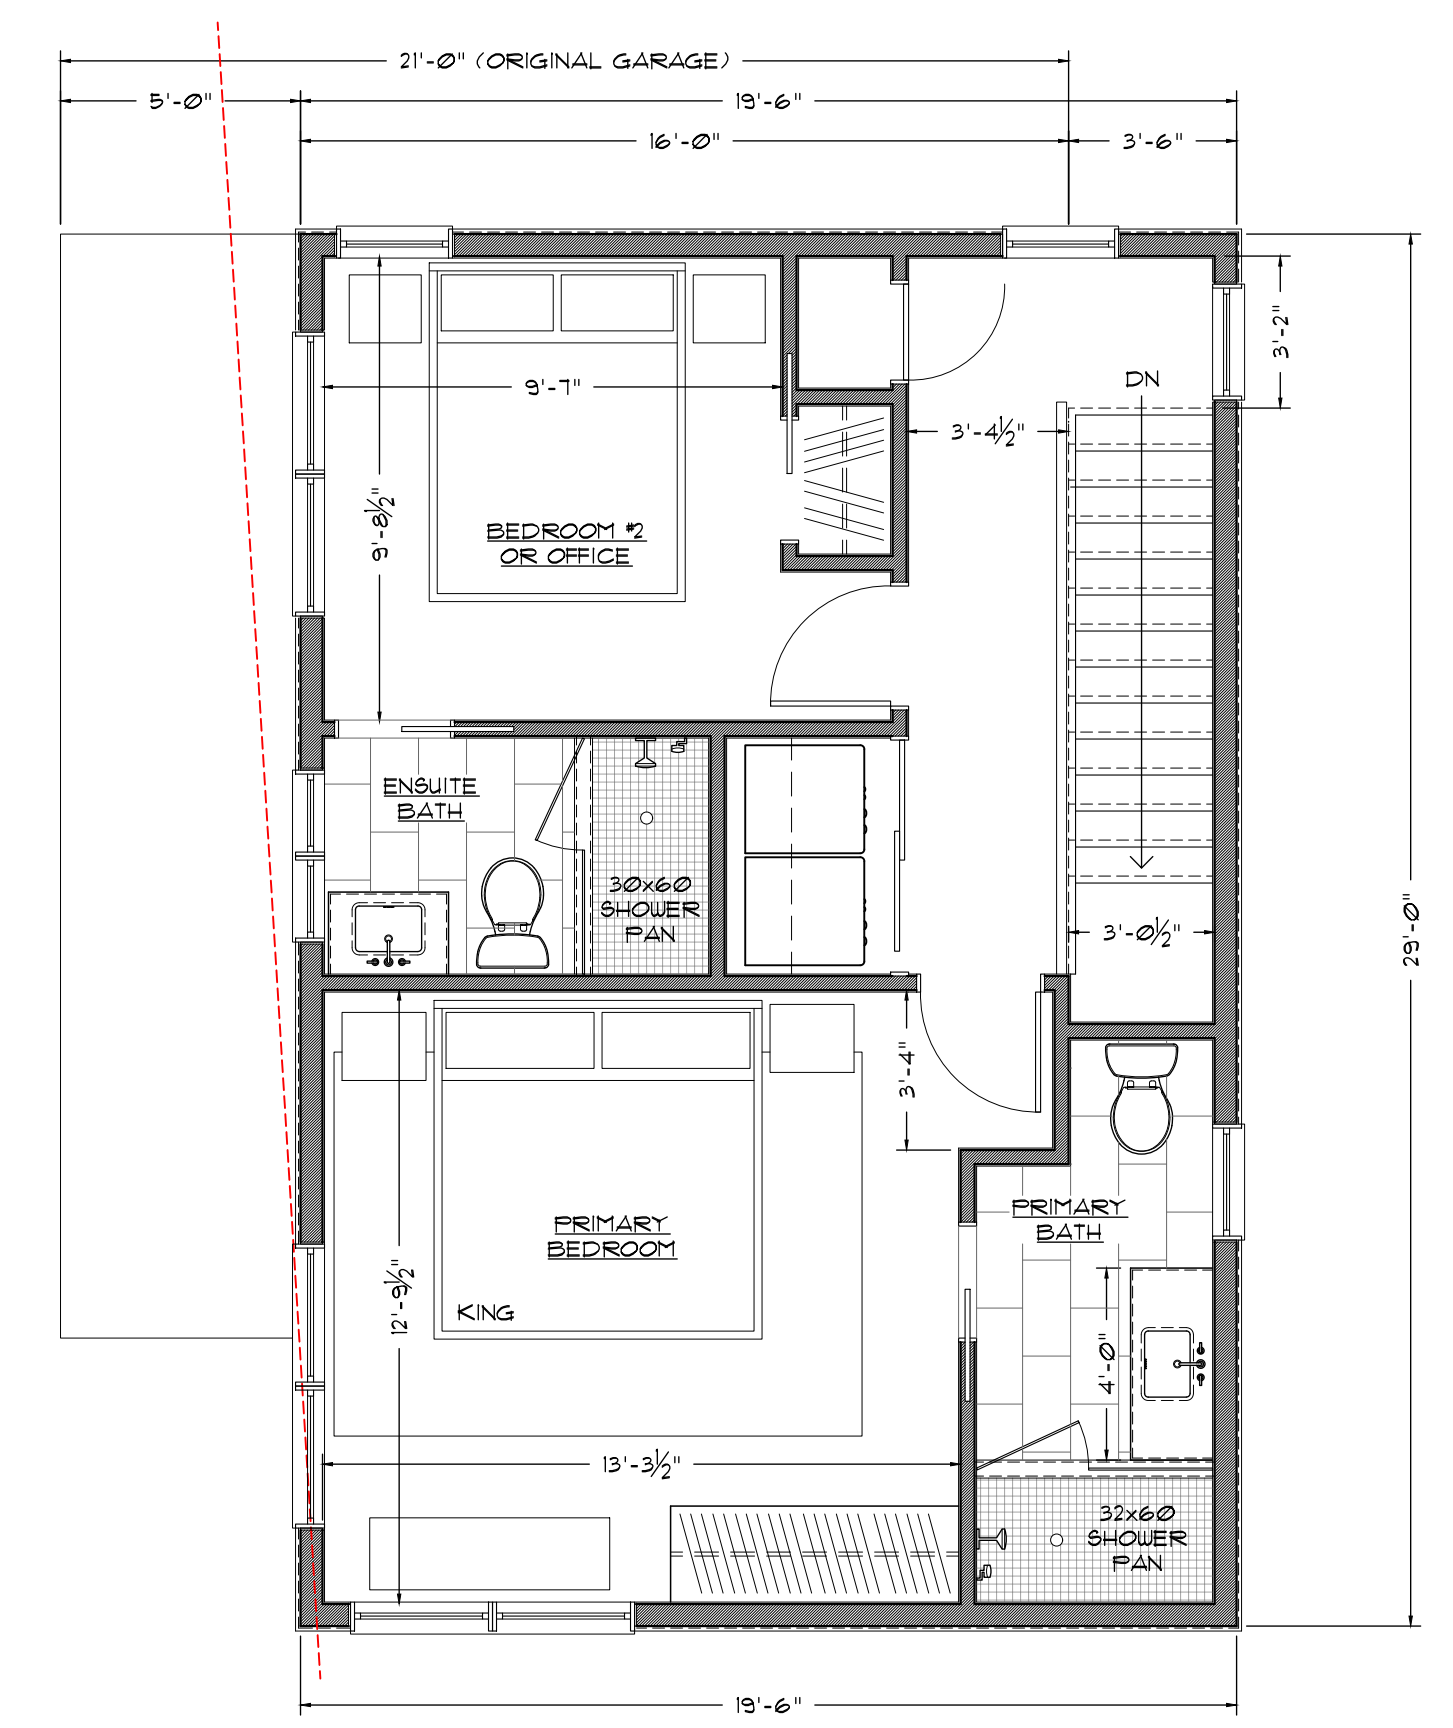 21'-0" (ORIGINAL GARAGE)
5'-0"
19'-6"
16'-0"
3'-6"
3'-2"
DN
9'-7"
3'-4½"
9'-8½"
BEDROOM #2
OR OFFICE
ENSUITE
BATH
30x60
SHOWER
PAN
3'-0½"
29'-0"
3'-4"
PRIMARY
BATH
PRIMARY
BEDROOM
12'-9½"
KING
4'-0"
13'-3½"
32x60
SHOWER
PAN
19'-6"